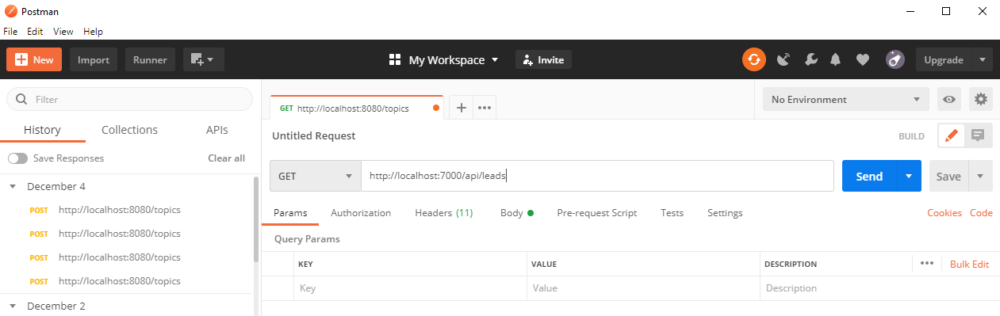 Postman
File Edit View Help
New Import Runner My Workspace Invite Upgrade
Filter
GET http://localhost:8080/topics No Environment
History Collections APIs
Untitled Request BUILD
Save Responses Clear all
GET http://localhost:7000/api/leads Send Save
December 4
POST http://localhost:8080/topics
POST http://localhost:8080/topics
POST http://localhost:8080/topics
POST http://localhost:8080/topics
December 2
Params Authorization Headers (11) Body Pre-request Script Tests Settings Cookies Code
Query Params
KEY VALUE DESCRIPTION Bulk Edit
Key Value Description